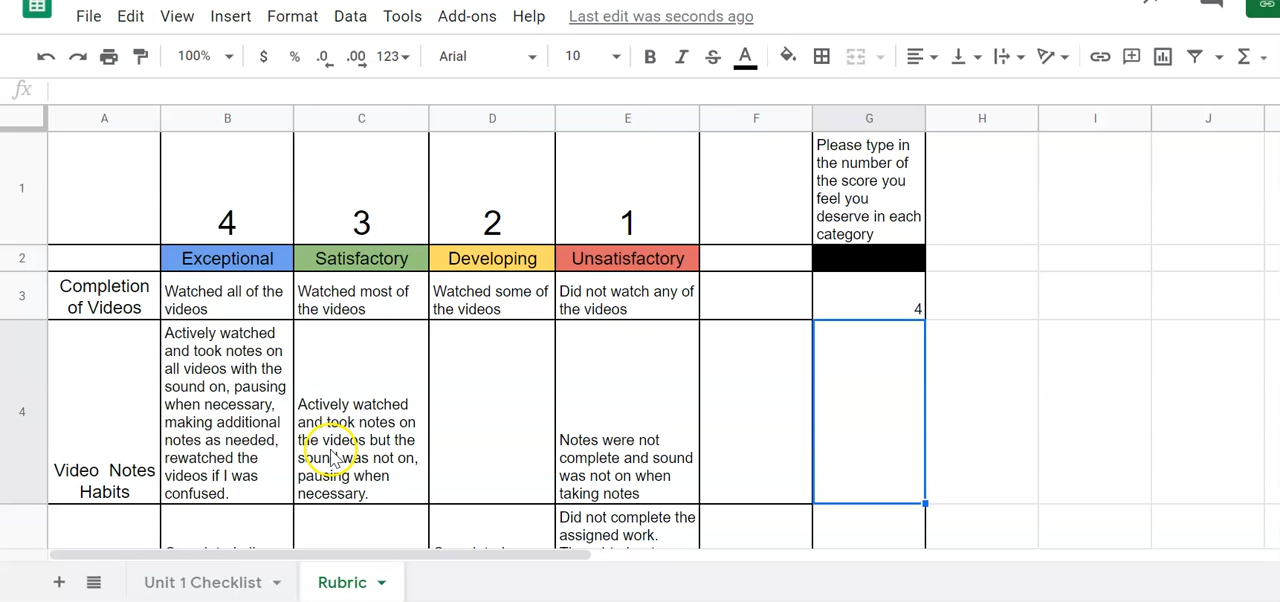 File Edit View Insert Format Data Tools Add-ons Help Last edit was seconds ago
100% $ % .0 .00 123 Arial 10 B I S A
fx
A B C D E F G H I J
1
4 3 2 1
Please type in
the number of
the score you
feel you
deserve in each
category
2 Exceptional Satisfactory Developing Unsatisfactory
3
Completion
of Videos
Watched all of the
videos
Watched most of
the videos
Watched some of
the videos
Did not watch any of
the videos
4
4
Video Notes
Habits
Actively watched
and took notes on
all videos with the
sound on, pausing
when necessary,
making additional
notes as needed,
rewatched the
videos if I was
confused.
Actively watched
and took notes on
the videos but the
sound was not on,
pausing when
necessary.
Notes were not
complete and sound
was not on when
taking notes
Did not complete the
assigned work.
Unit 1 Checklist Rubric